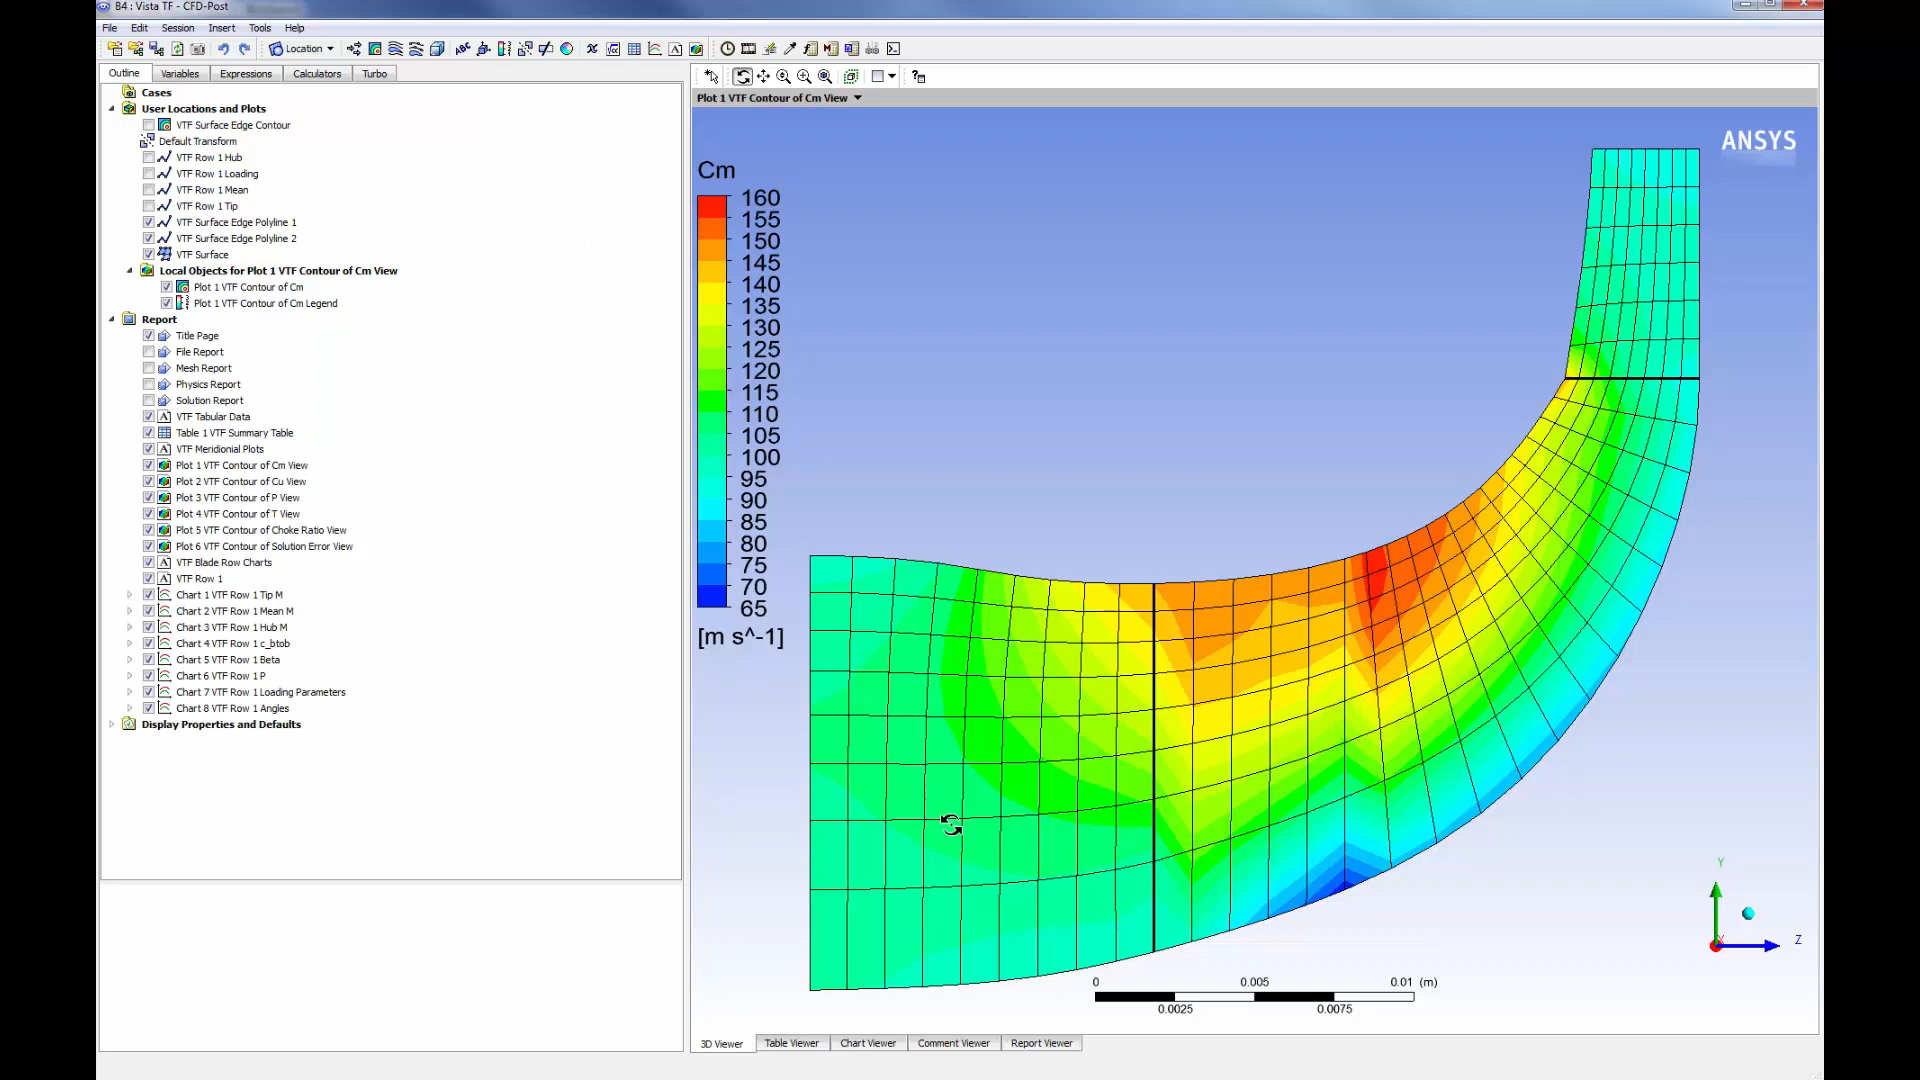 B4 : Vista TF - CFD-Post
File Edit Session Insert Tools Help
Location
Outline Variables Expressions Calculators Turbo
Cases
User Locations and Plots
VTF Surface Edge Contour
Default Transform
VTF Row 1 Hub
VTF Row 1 Loading
VTF Row 1 Mean
VTF Row 1 Tip
VTF Surface Edge Polyline 1
VTF Surface Edge Polyline 2
VTF Surface
Local Objects for Plot 1 VTF Contour of Cm View
Plot 1 VTF Contour of Cm
Plot 1 VTF Contour of Cm Legend
Report
Title Page
File Report
Mesh Report
Physics Report
Solution Report
VTF Tabular Data
Table 1 VTF Summary Table
VTF Meridionial Plots
Plot 1 VTF Contour of Cm View
Plot 2 VTF Contour of Cu View
Plot 3 VTF Contour of P View
Plot 4 VTF Contour of T View
Plot 5 VTF Contour of Choke Ratio View
Plot 6 VTF Contour of Solution Error View
VTF Blade Row Charts
VTF Row 1
Chart 1 VTF Row 1 Tip M
Chart 2 VTF Row 1 Mean M
Chart 3 VTF Row 1 Hub M
Chart 4 VTF Row 1 c_btob
Chart 5 VTF Row 1 Beta
Chart 6 VTF Row 1 P
Chart 7 VTF Row 1 Loading Parameters
Chart 8 VTF Row 1 Angles
Display Properties and Defaults
Plot 1 VTF Contour of Cm View
ANSYS
Cm
160
155
150
145
140
135
130
125
120
115
110
105
100
95
90
85
80
75
70
65
[m s^-1]
Y
X
Z
0 0.005 0.01 (m)
0.0025 0.0075
3D Viewer Table Viewer Chart Viewer Comment Viewer Report Viewer